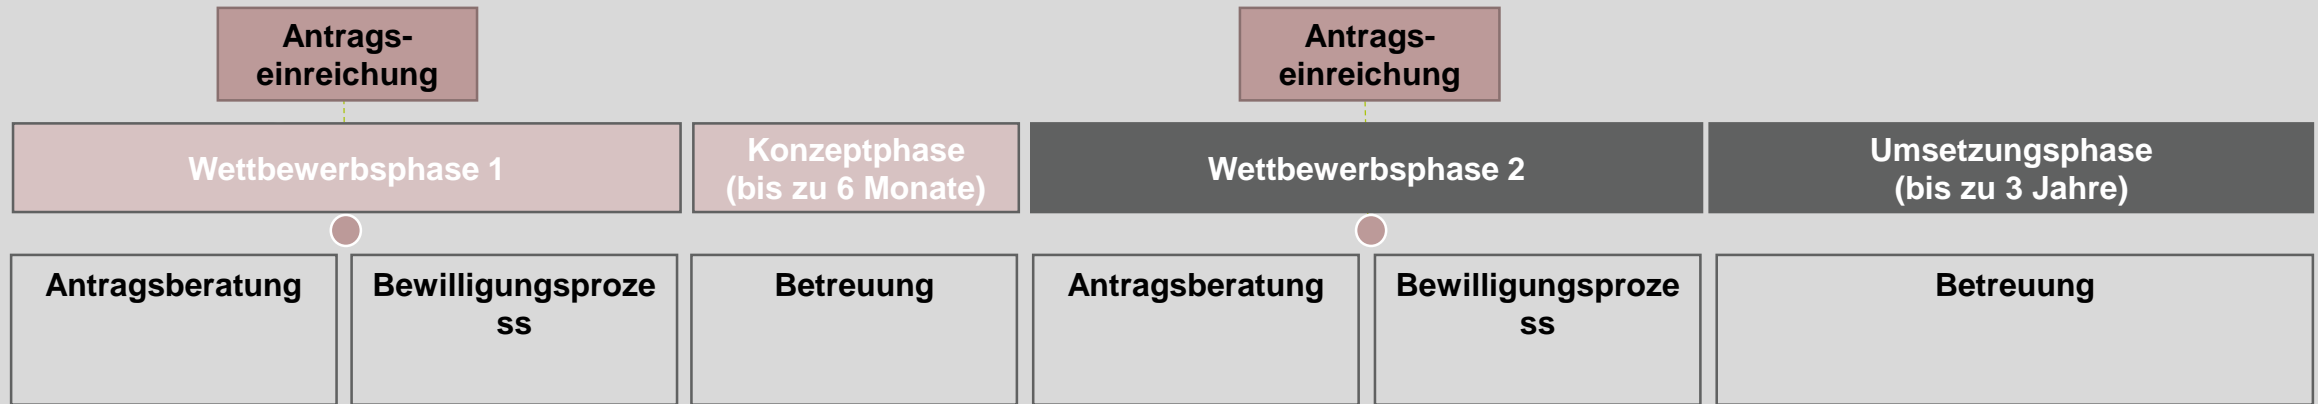 Antrags-
einreichung
Antrags-
einreichung
Wettbewerbsphase 1
Konzeptphase
(bis zu 6 Monate)
Wettbewerbsphase 2
Umsetzungsphase
(bis zu 3 Jahre)
Antragsberatung
Bewilligungsproze
ss
Betreuung
Antragsberatung
Bewilligungsproze
ss
Betreuung